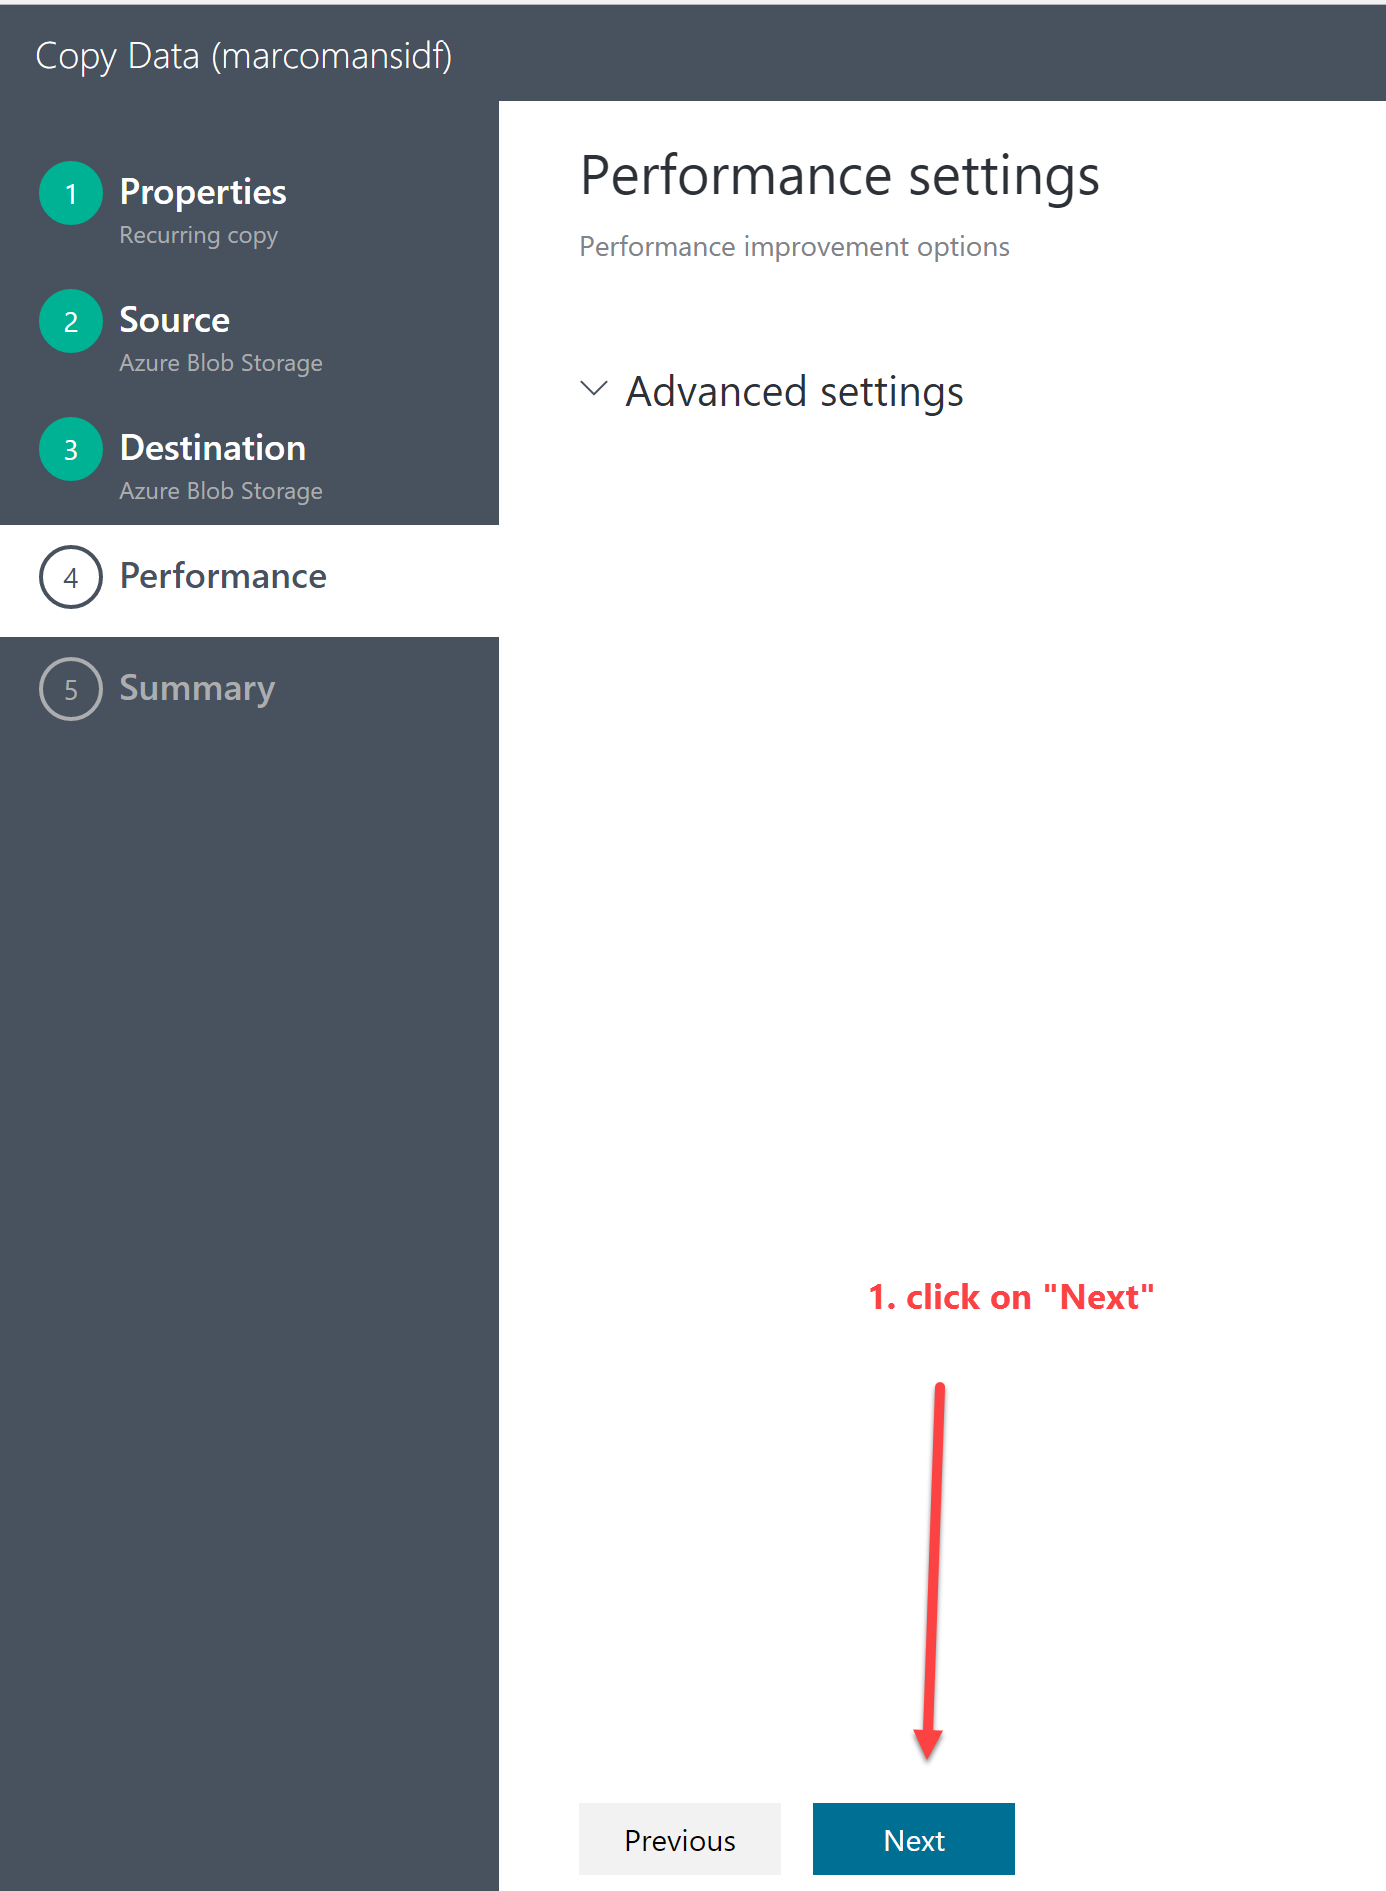 Copy Data (marcomansidf)
1
Properties
Recurring copy
2
Source
Azure Blob Storage
3
Destination
Azure Blob Storage
4
Performance
5
Summary
Performance settings
Performance improvement options
Advanced settings
1. click on "Next"
Previous
Next